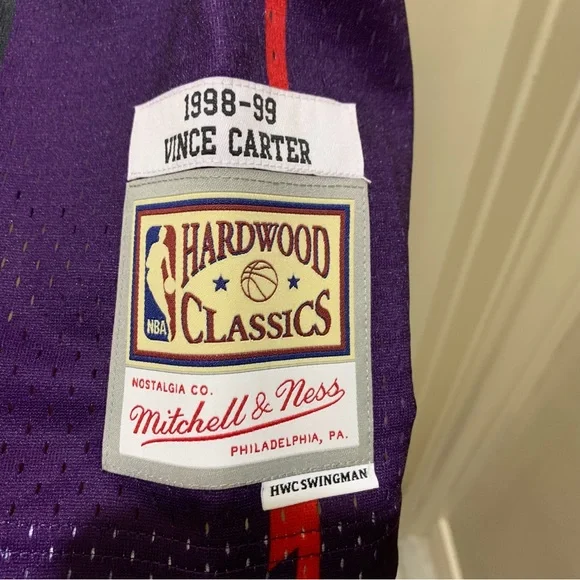 1998-99
VINCE CARTER
HARDWOOD
NBA
CLASSICS
NOSTALGIA CO.
Mitchell & Ness
PHILADELPHIA, PA.
HWC SWINGMAN